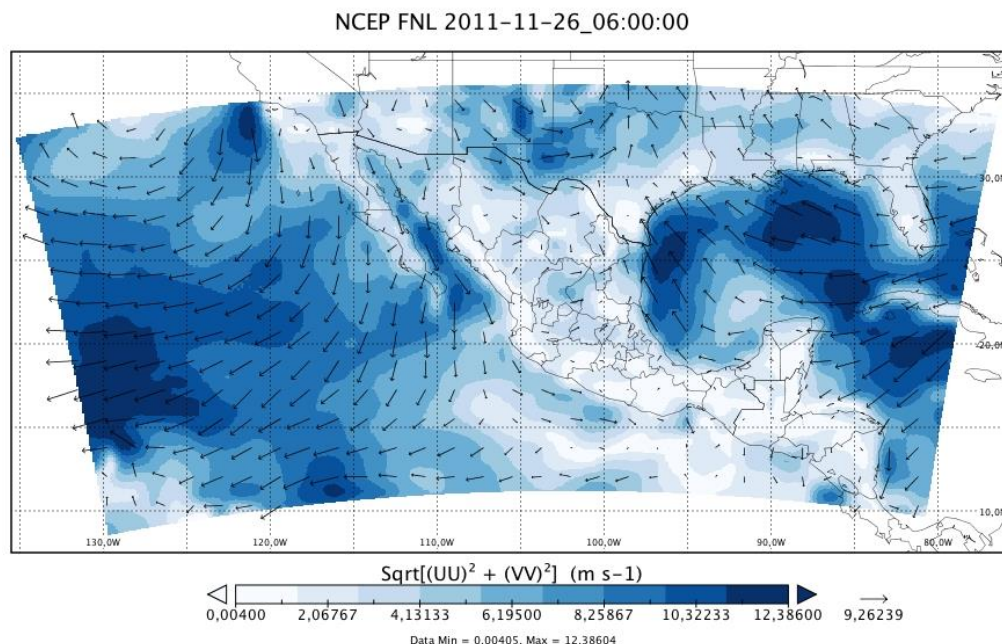 NCEP FNL 2011-11-26_06:00:00
30,0N
20,0N
10,0N
130,0W 120,0W 110,0W 100,0W 90,0W 80,0W
Sqrt[(UU)² + (VV)²] (m s-1)
0,00400 2,06767 4,13133 6,19500 8,25867 10,32233 12,38600 9,26239
Data Min = 0,00405, Max = 12,38604